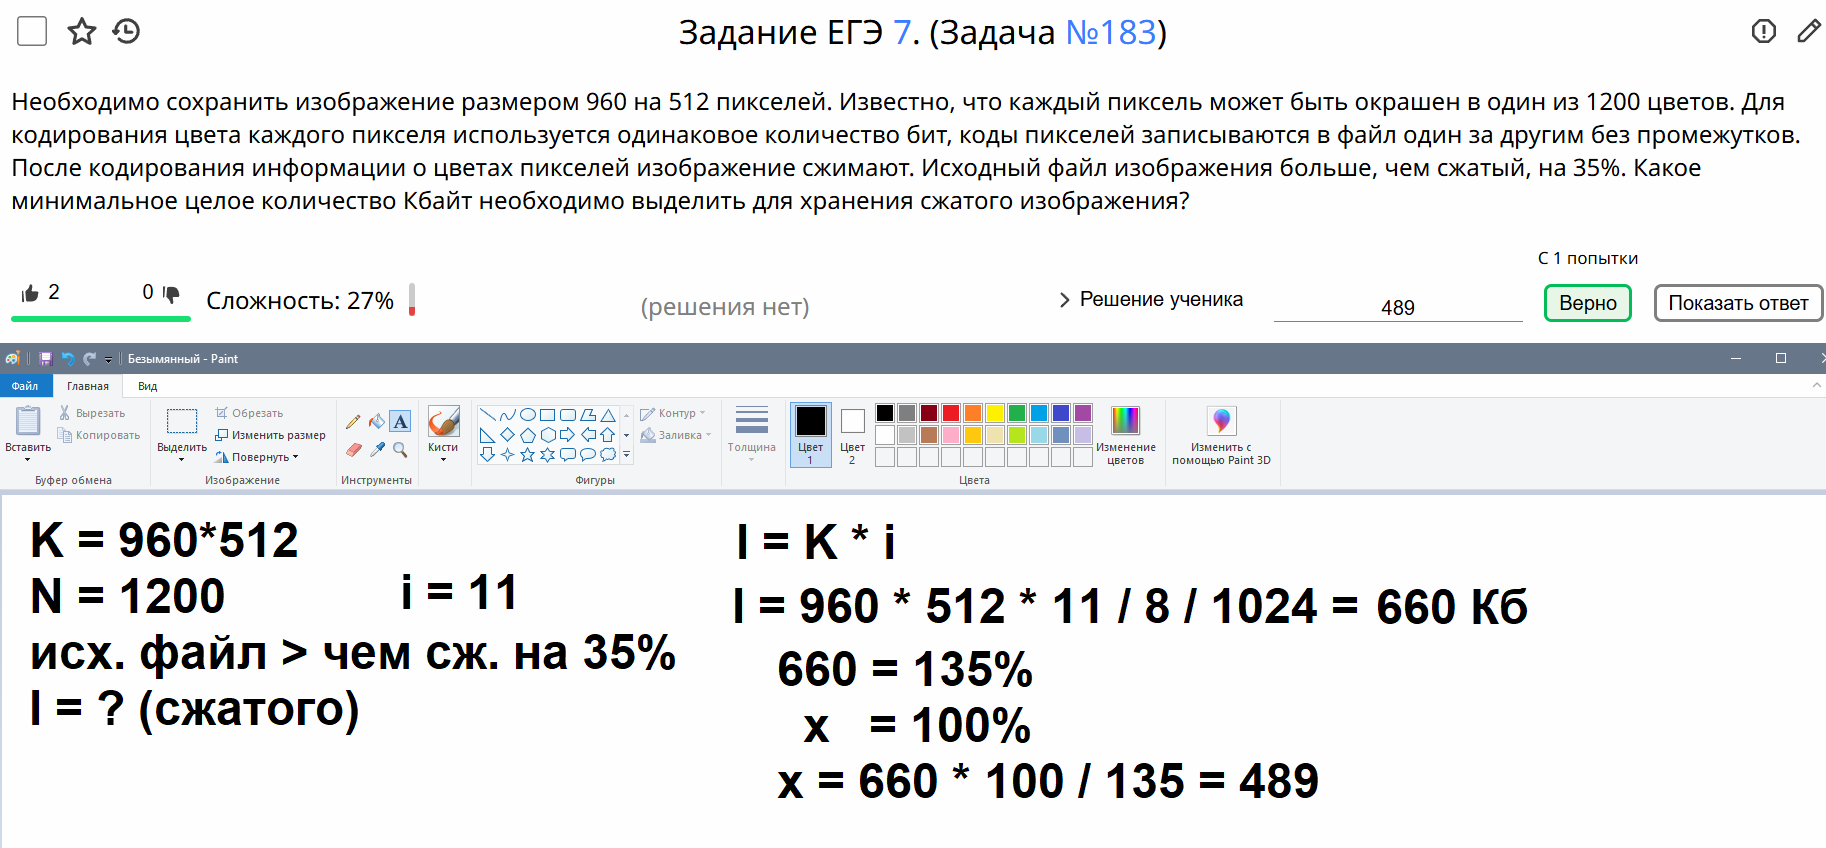 Задание ЕГЭ 7. (Задача №183)
Необходимо сохранить изображение размером 960 на 512 пикселей. Известно, что каждый пиксель может быть окрашен в один из 1200 цветов. Для
кодирования цвета каждого пикселя используется одинаковое количество бит, коды пикселей записываются в файл один за другим без промежутков.
После кодирования информации о цветах пикселей изображение сжимают. Исходный файл изображения больше, чем сжатый, на 35%. Какое
минимальное целое количество Кбайт необходимо выделить для хранения сжатого изображения?
С 1 попытки
2 0 Сложность: 27% (решения нет) Решение ученика 489 Верно Показать ответ
Безымянный - Paint
Файл Главная Вид
Вставить
Вырезать
Копировать
Буфер обмена
Выделить
Обрезать
Изменить размер
Повернуть
Изображение
A
Инструменты
Кисти
Контур
Заливка
Фигуры
Толщина
Цвет
1
Цвет
2
Изменение
цветов
Цвета
Изменить с
помощью Paint 3D
K = 960*512
N = 1200 i = 11
исх. файл > чем сж. на 35%
I = ? (сжатого)
I = K * i
I = 960 * 512 * 11 / 8 / 1024 = 660 Кб
660 = 135%
x = 100%
x = 660 * 100 / 135 = 489